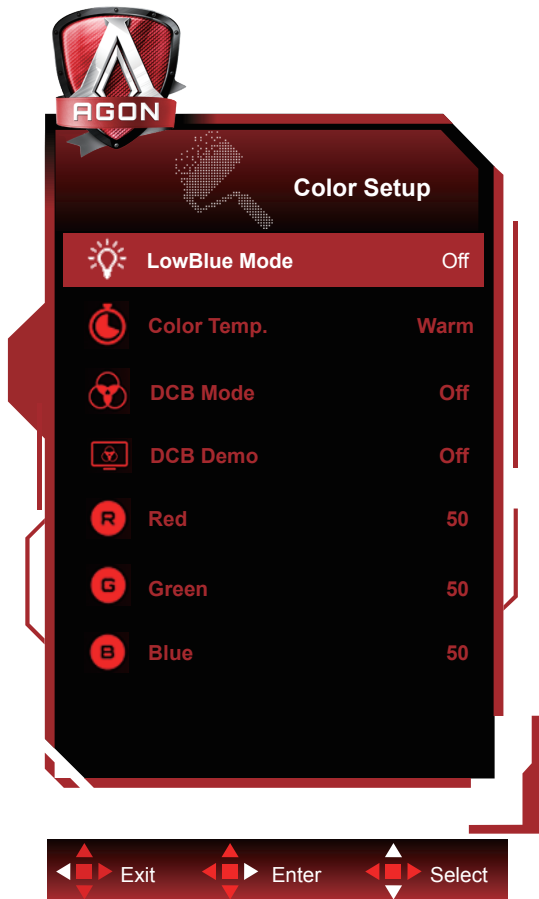 AGON
Color Setup
LowBlue Mode Off
Color Temp. Warm
DCB Mode Off
DCB Demo Off
R Red 50
G Green 50
B Blue 50
Exit Enter Select